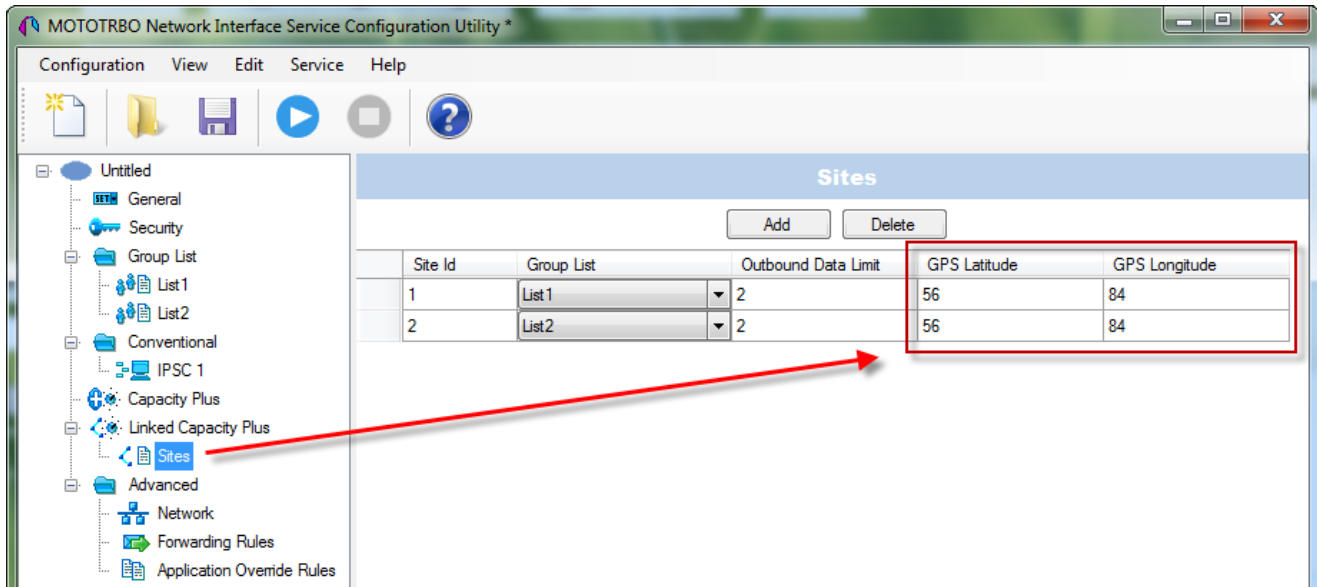 MOTOTRBO Network Interface Service Configuration Utility *
Configuration View Edit Service Help
Untitled
SET General
Security
Group List
List1
List2
Conventional
IPSC 1
Capacity Plus
Linked Capacity Plus
Sites
Advanced
Network
Forwarding Rules
Application Override Rules
Sites
Add Delete
Site Id Group List Outbound Data Limit GPS Latitude GPS Longitude
1 List1 2 56 84
2 List2 2 56 84